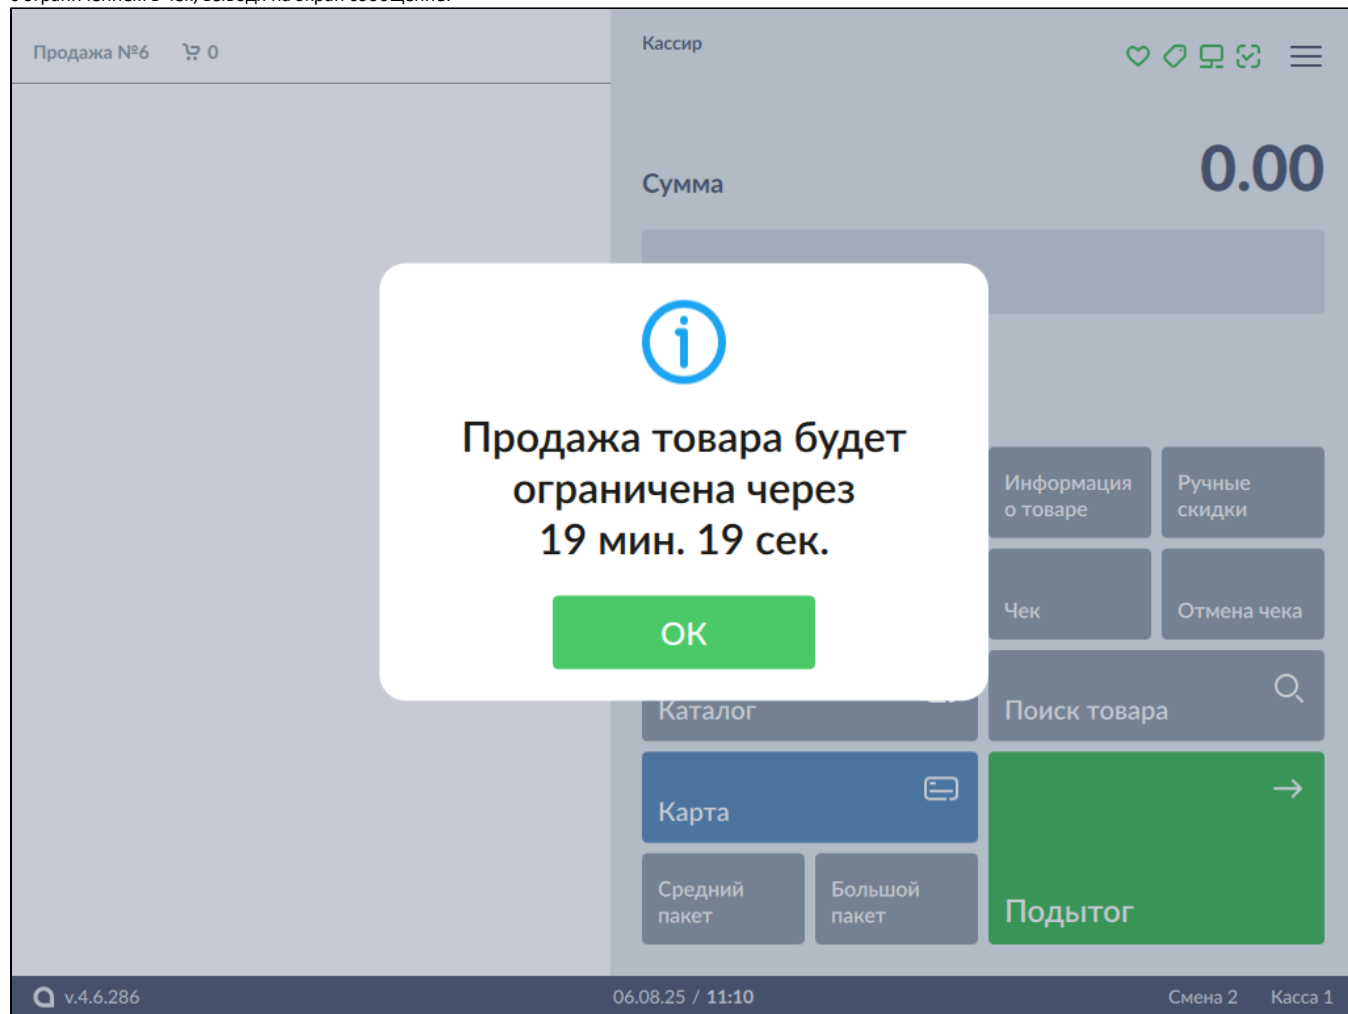 Продажа №6 0
Кассир
Сумма
0.00
Продажа товара будет
ограничена через
19 мин. 19 сек.
ОК
Информация
о товаре
Ручные
скидки
Чек
Отмена чека
Каталог
Поиск товара
Карта
Средний
пакет
Большой
пакет
Подытог
v.4.6.286
06.08.25 / 11:10
Смена 2 Касса 1